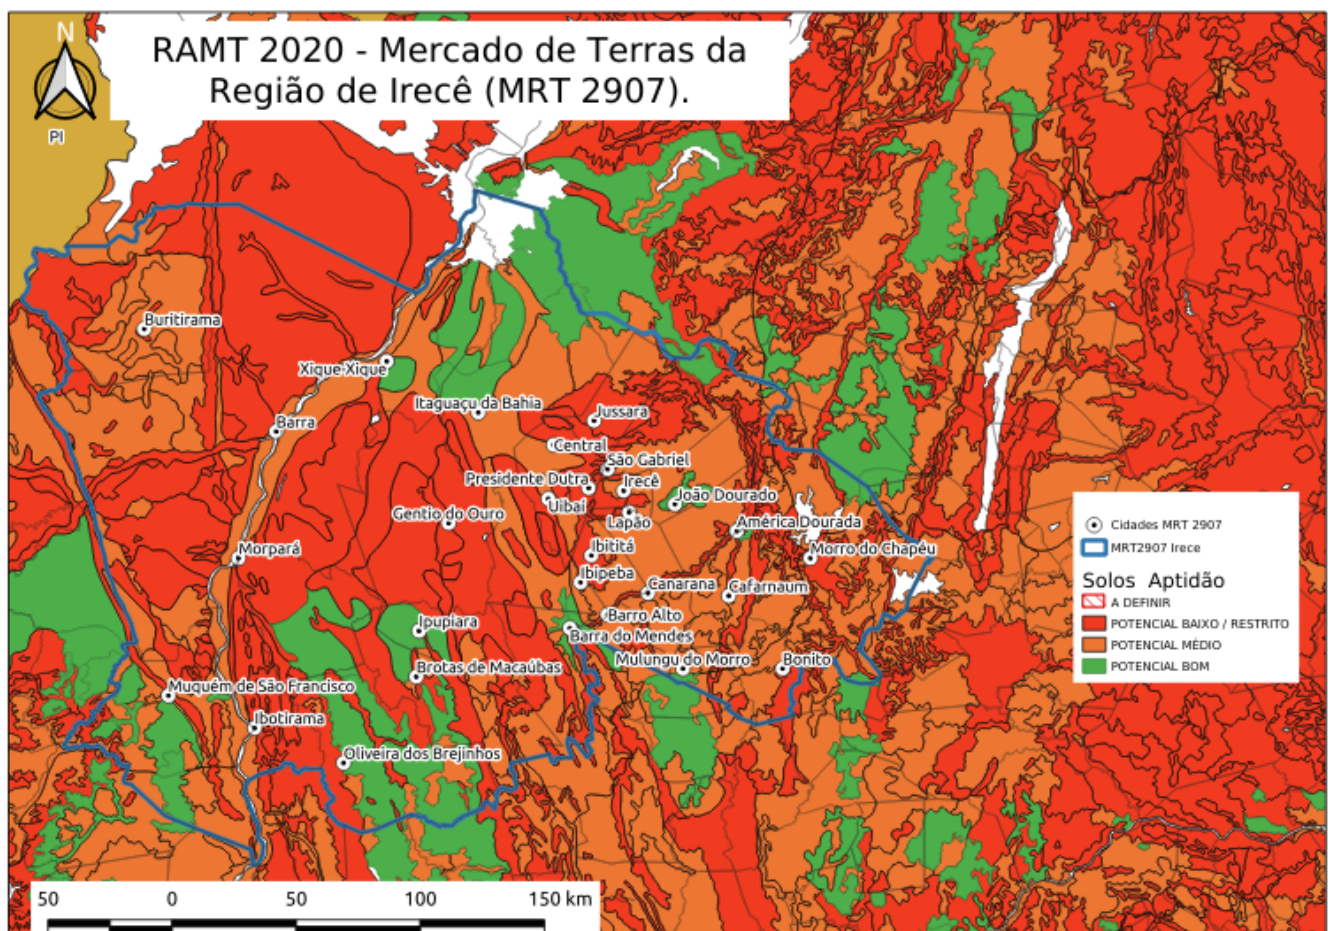 N
RAMT 2020 - Mercado de Terras da
Região de Irecê (MRT 2907).
PI
Buritirama
Xique-Xique
Itaguaçu da Bahia
Jussara
Barra
Central
São Gabriel
Presidente Dutra
Irecê
João Dourado
Uibaí
Gentio do Ouro
Lapão
América Dourada
Morpará
Ibititá
Morro do Chapéu
Ibipeba
Canarana
Cafarnaum
Ipupiara
Barro Alto
Barra do Mendes
Brotas de Macaúbas
Mulungu do Morro
Bonito
Muquém de São Francisco
Ibotirama
Oliveira dos Brejinhos
Cidades MRT 2907
MRT2907 Irece
Solos Aptidão
A DEFINIR
POTENCIAL BAIXO / RESTRITO
POTENCIAL MÉDIO
POTENCIAL BOM
50 0 50 100 150 km